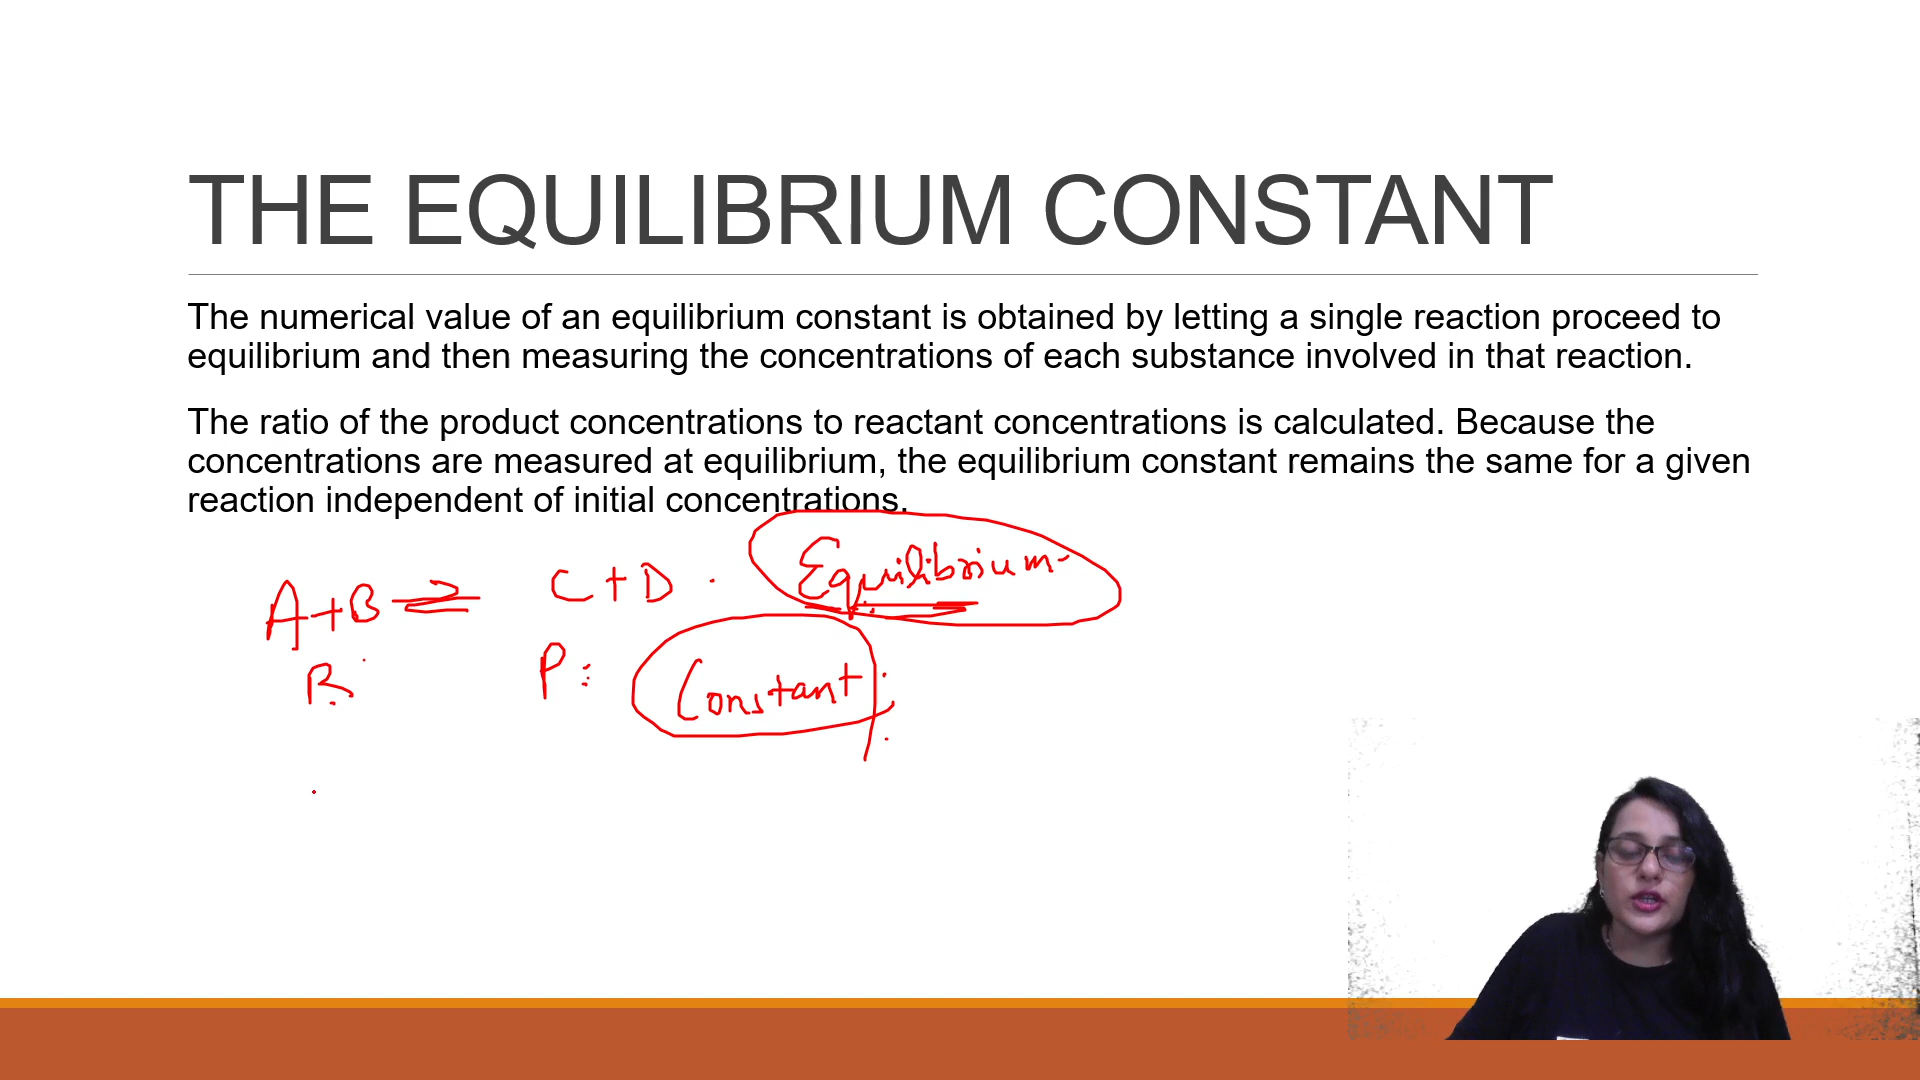 THE EQUILIBRIUM CONSTANT
The numerical value of an equilibrium constant is obtained by letting a single reaction proceed to
equilibrium and then measuring the concentrations of each substance involved in that reaction.
The ratio of the product concentrations to reactant concentrations is calculated. Because the
concentrations are measured at equilibrium, the equilibrium constant remains the same for a given
reaction independent of initial concentrations.
A+B ⇌ C+D . Equilibrium
R P: Constant